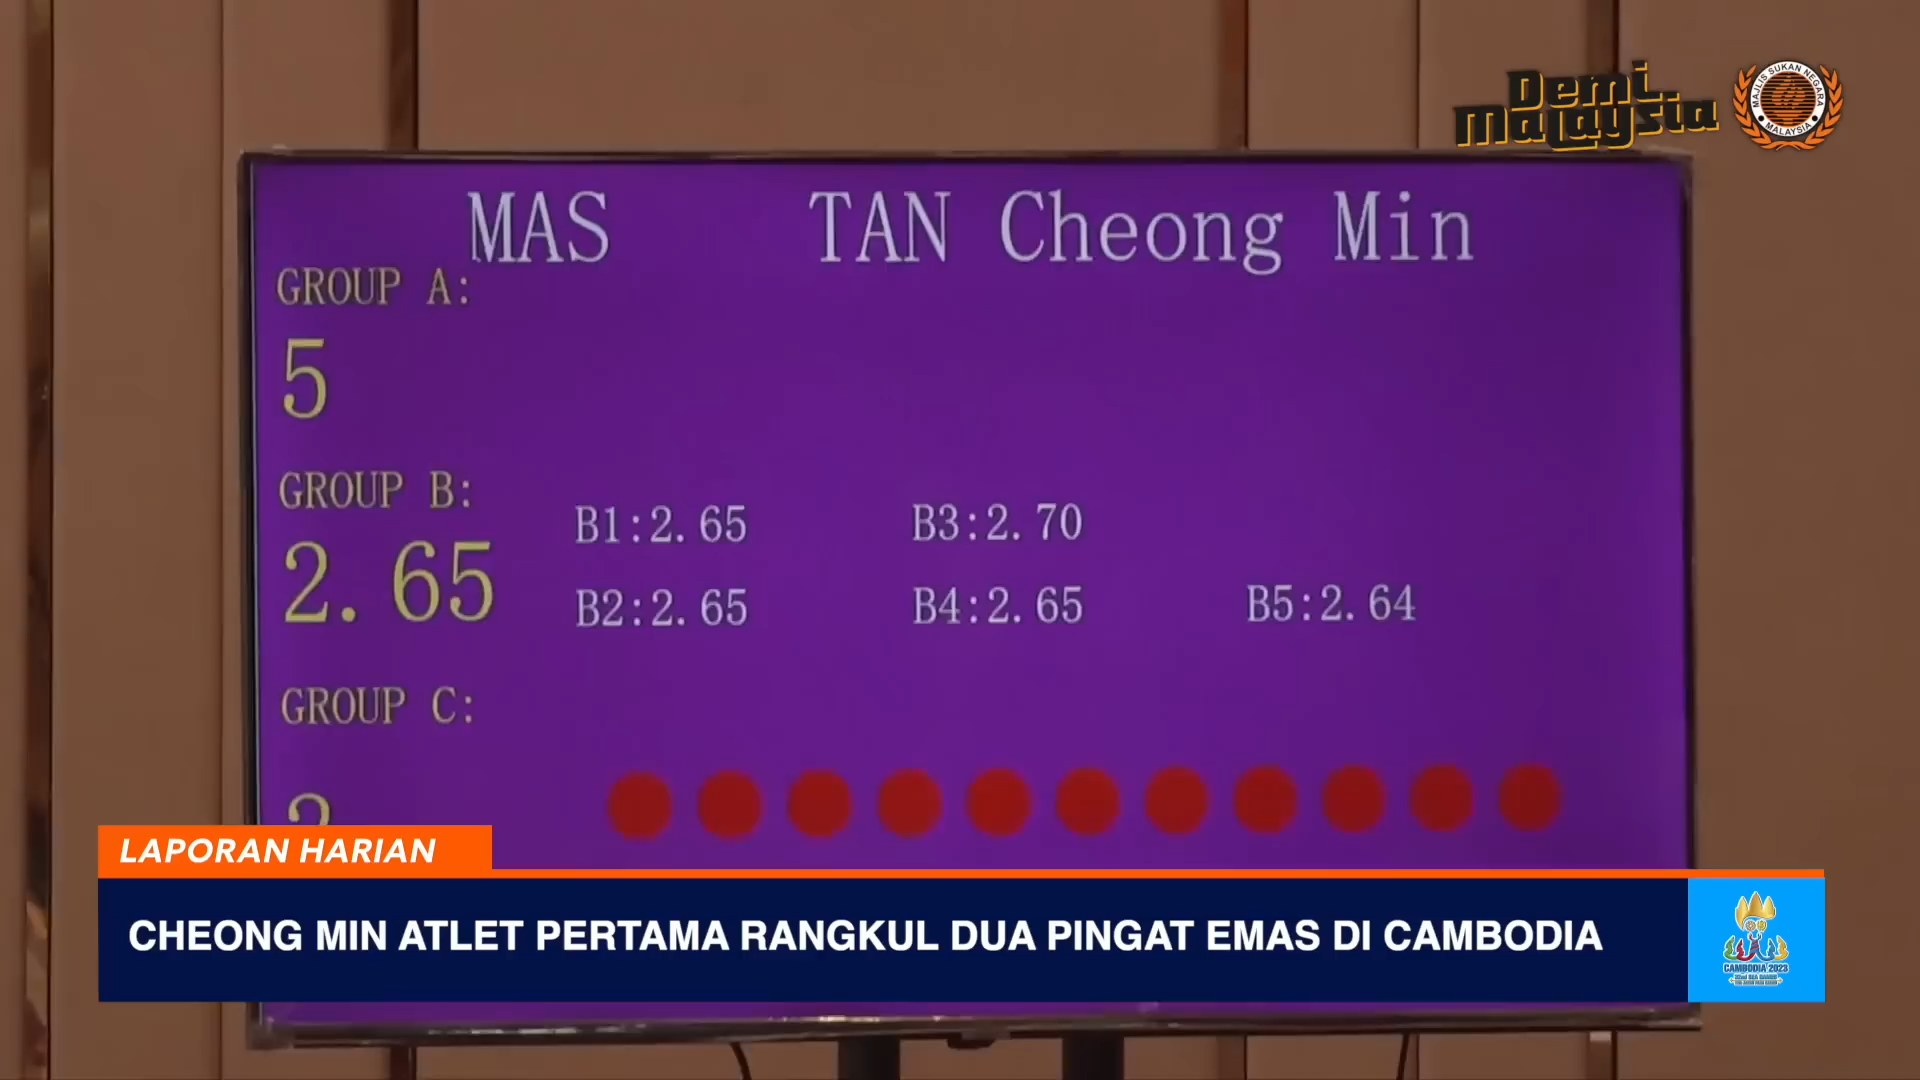 Demi
Malaysia
MAJLIS SUKAN NEGARA
MALAYSIA
MAS TAN Cheong Min
GROUP A:
5
GROUP B:
2.65
B1:2.65 B3:2.70
B2:2.65 B4:2.65 B5:2.64
GROUP C:
2
LAPORAN HARIAN
CHEONG MIN ATLET PERTAMA RANGKUL DUA PINGAT EMAS DI CAMBODIA
CAMBODIA 2023